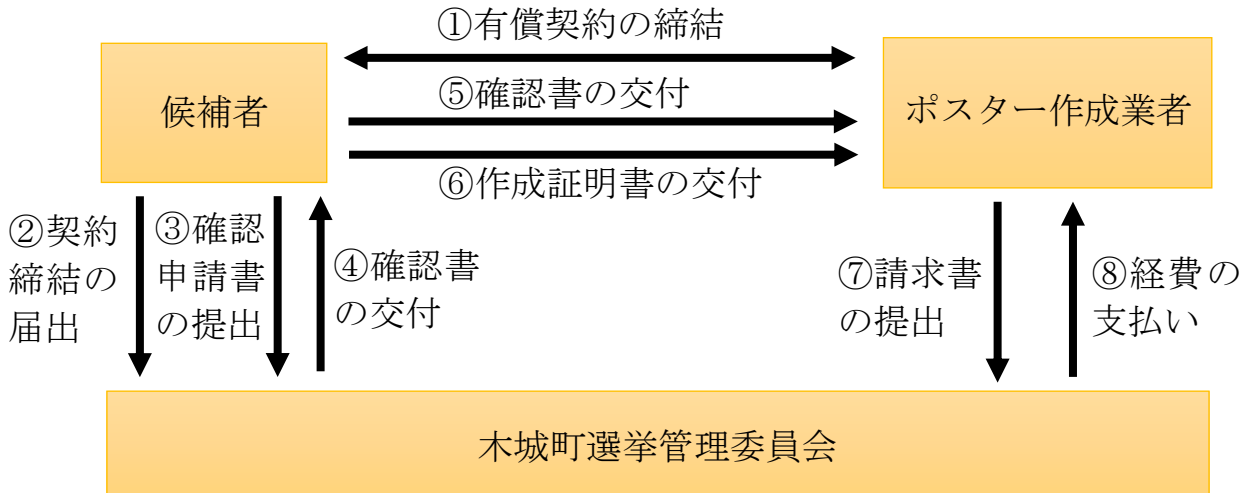 ①有償契約の締結
候補者
⑤確認書の交付
ポスター作成業者
⑥作成証明書の交付
②契約
締結の
届出
③確認
申請書
の提出
④確認書
の交付
⑦請求書
の提出
⑧経費の
支払い
木城町選挙管理委員会